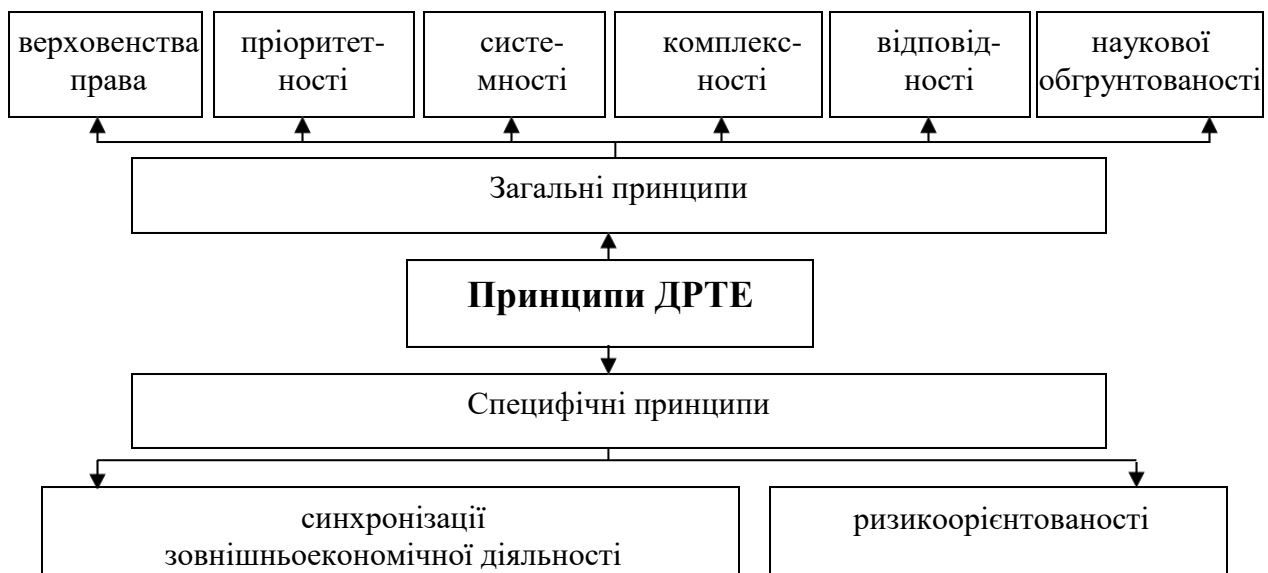 верховенства
права
пріоритет-
ності
систе-
мності
комплекс-
ності
відповід-
ності
наукової
обгрунтованості
Загальні принципи
Принципи ДРТЕ
Специфічні принципи
синхронізації
зовнішньоекономічної діяльності
ризикоорієнтованості